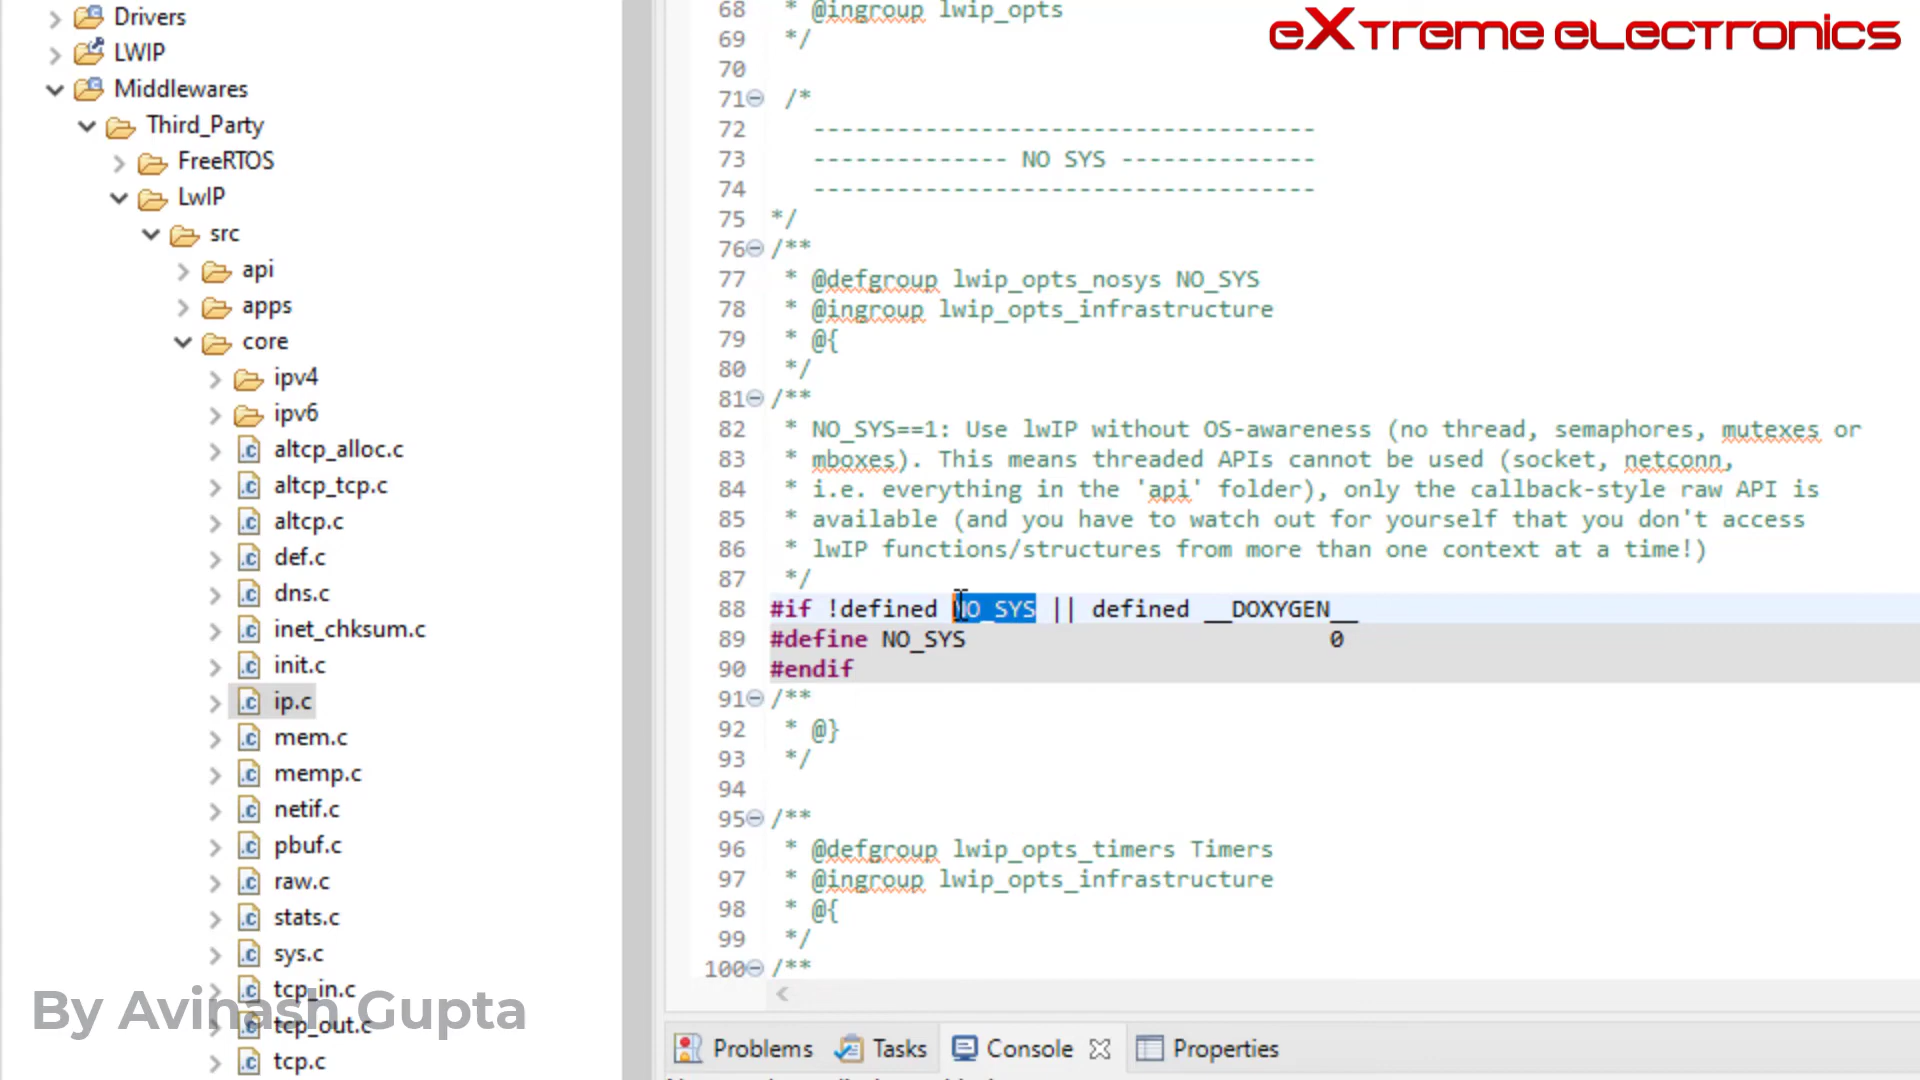 Drivers
LWIP
Middlewares
Third_Party
FreeRTOS
LwIP
src
api
apps
core
ipv4
ipv6
altcp_alloc.c
altcp_tcp.c
altcp.c
def.c
dns.c
inet_chksum.c
init.c
ip.c
mem.c
memp.c
netif.c
pbuf.c
raw.c
stats.c
sys.c
tcp_in.c
tcp_out.c
tcp.c
By Avinash Gupta
eXtreme eLectronics
68 * @ingroup lwip_opts
69 */
70
71 /*
72 ------------------------------------
73 -------------- NO SYS --------------
74 ------------------------------------
75 */
76 /**
77 * @defgroup lwip_opts_nosys NO_SYS
78 * @ingroup lwip_opts_infrastructure
79 * @{
80 */
81 /**
82 * NO_SYS==1: Use lwIP without OS-awareness (no thread, semaphores, mutexes or
83 * mboxes). This means threaded APIs cannot be used (socket, netconn,
84 * i.e. everything in the 'api' folder), only the callback-style raw API is
85 * available (and you have to watch out for yourself that you don't access
86 * lwIP functions/structures from more than one context at a time!)
87 */
88 #if !defined NO_SYS || defined __DOXYGEN__
89 #define NO_SYS 0
90 #endif
91 /**
92 * @}
93 */
94
95 /**
96 * @defgroup lwip_opts_timers Timers
97 * @ingroup lwip_opts_infrastructure
98 * @{
99 */
100 /**
Problems Tasks Console Properties